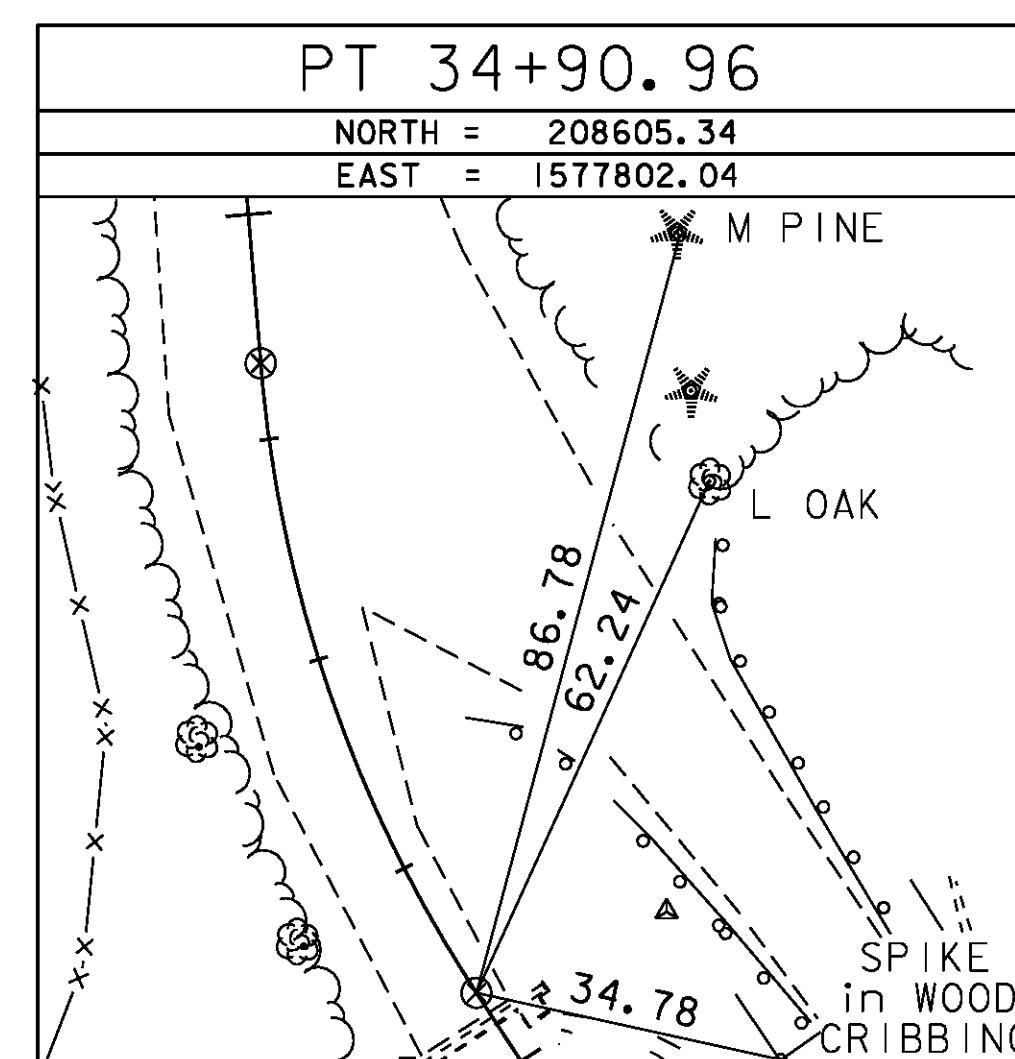 PT 34+90.96
NORTH = 208605.34
EAST = 1577802.04
M PINE
L OAK
86.78
62.24
34.78
SPIKE
in WOOD
CRIBBING